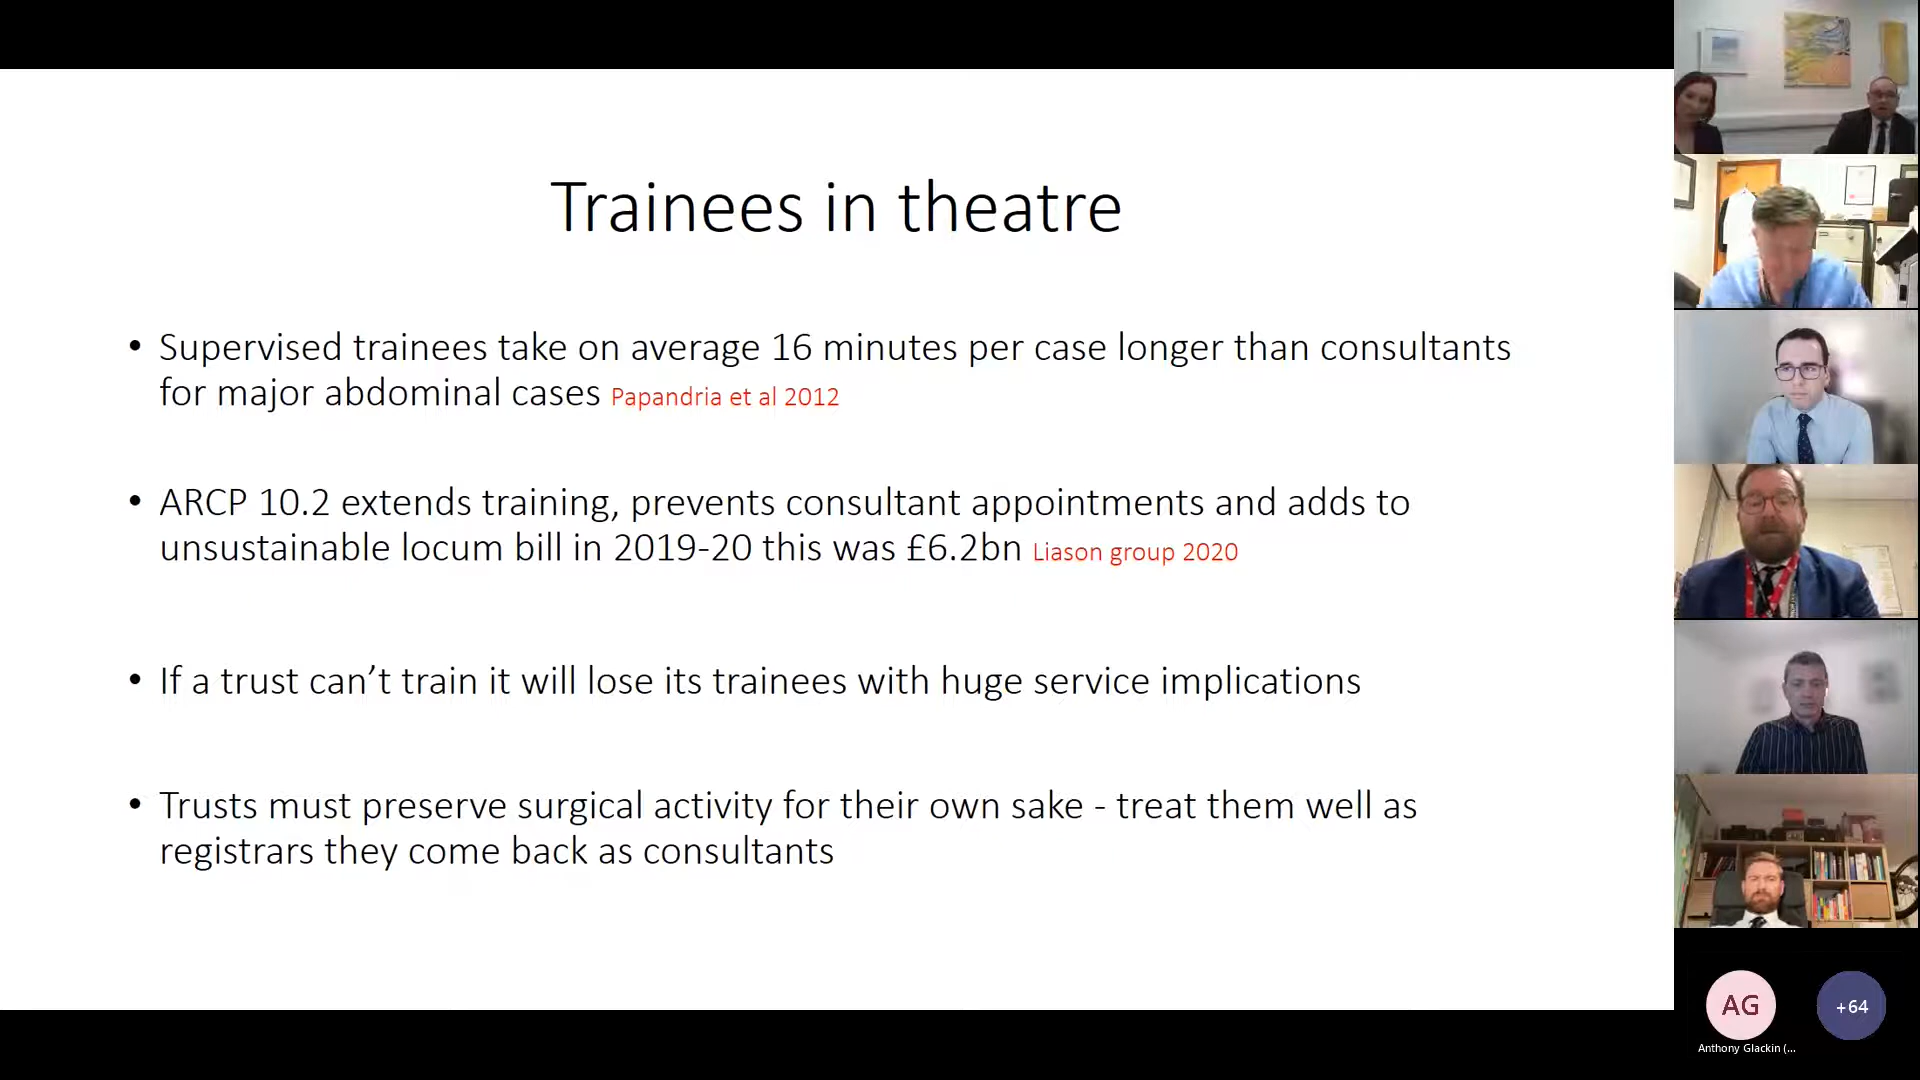 Trainees in theatre
• Supervised trainees take on average 16 minutes per case longer than consultants
for major abdominal cases Papandria et al 2012
• ARCP 10.2 extends training, prevents consultant appointments and adds to
unsustainable locum bill in 2019-20 this was £6.2bn Liason group 2020
• If a trust can’t train it will lose its trainees with huge service implications
• Trusts must preserve surgical activity for their own sake - treat them well as
registrars they come back as consultants
AG
+64
Anthony Glackin (...